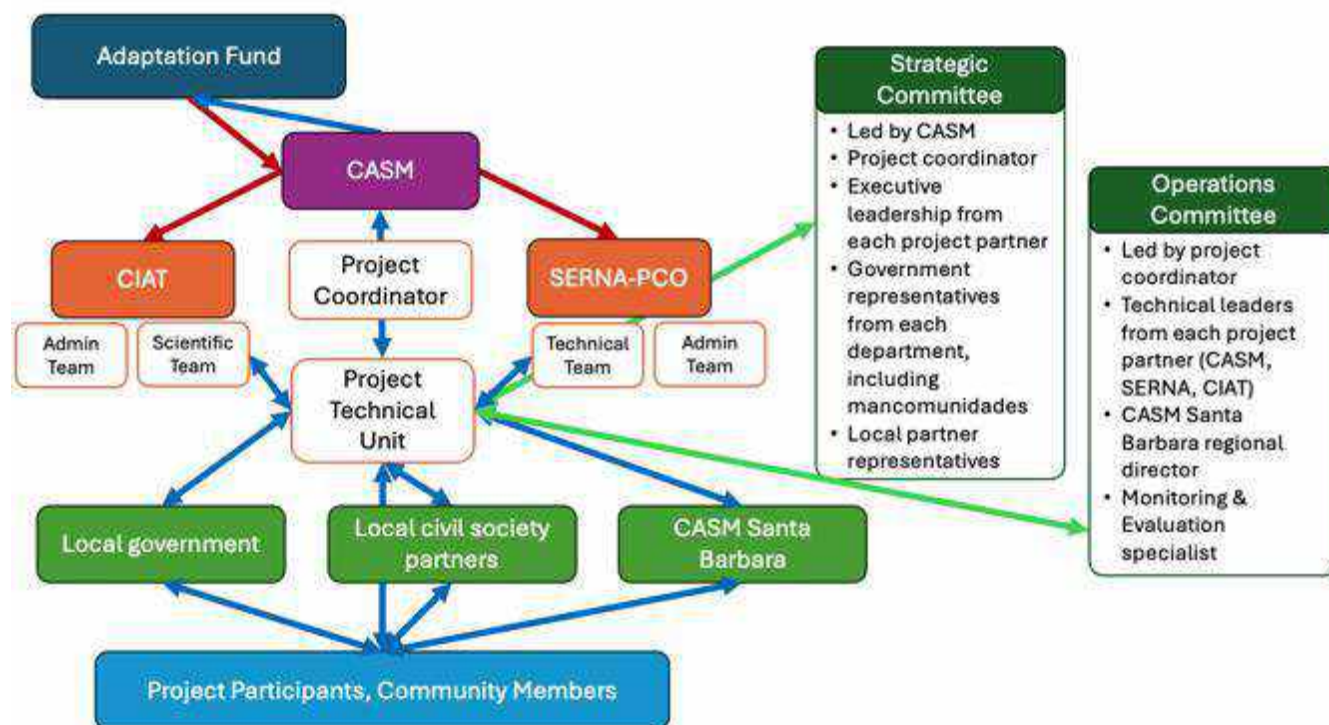 Adaptation Fund
CASM
CIAT
Project
Coordinator
SERNA-PCO
Admin
Team
Scientific
Team
Technical
Team
Admin
Team
Project
Technical
Unit
Local government
Local civil society
partners
CASM Santa
Barbara
Project Participants, Community Members
Strategic
Committee
• Led by CASM
• Project coordinator
• Executive
leadership from
each project partner
• Government
representatives
from each
department,
including
mancomunidades
• Local partner
representatives
Operations
Committee
• Led by project
coordinator
• Technical leaders
from each project
partner (CASM,
SERNA, CIAT)
• CASM Santa
Barbara regional
director
• Monitoring &
Evaluation
specialist